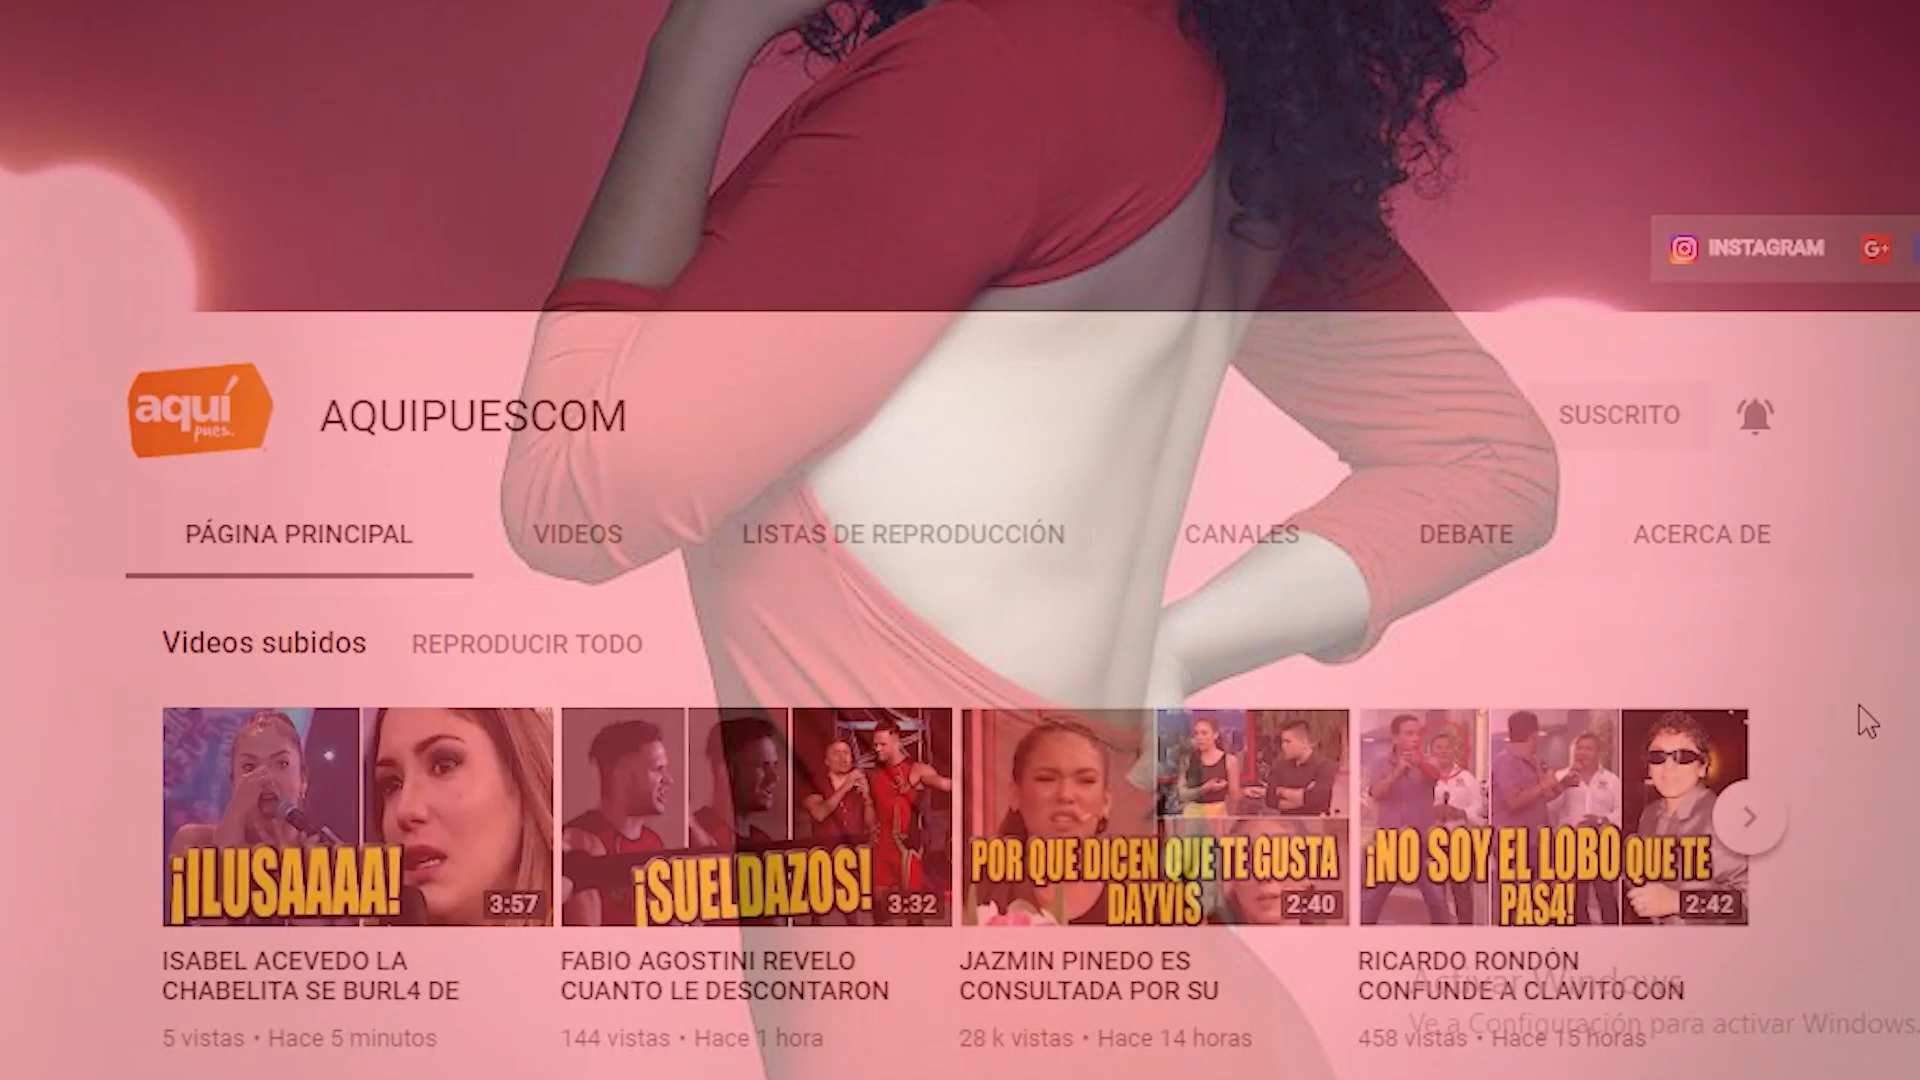 INSTAGRAM
G+
aquí
pues.
AQUIPUESCOM
SUSCRITO
PÁGINA PRINCIPAL
VIDEOS
LISTAS DE REPRODUCCIÓN
CANALES
DEBATE
ACERCA DE
Videos subidos
REPRODUCIR TODO
¡ILUSAAAA!
3:57
¡SUELDAZOS!
3:32
POR QUE DICEN QUE TE GUSTA
DAYVIS
2:40
¡NO SOY EL LOBO QUE TE
PAS4!
2:42
ISABEL ACEVEDO LA
CHABELITA SE BURL4 DE
5 vistas • Hace 5 minutos
FABIO AGOSTINI REVELO
CUANTO LE DESCONTARON
144 vistas • Hace 1 hora
JAZMIN PINEDO ES
CONSULTADA POR SU
28 k vistas • Hace 14 horas
RICARDO RONDÓN
CONFUNDE A CLAVIT0 CON
458 vistas • Hace 15 horas
Activar Windows
Ve a Configuración para activar Windows.